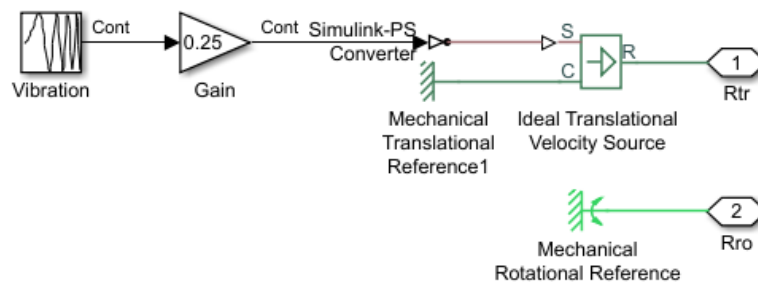 Cont
0.25
Cont
Simulink-PS
Converter
S
C
R
1
Vibration
Gain
Mechanical
Translational
Reference1
Ideal Translational
Velocity Source
Rtr
2
Mechanical
Rotational Reference
Rro